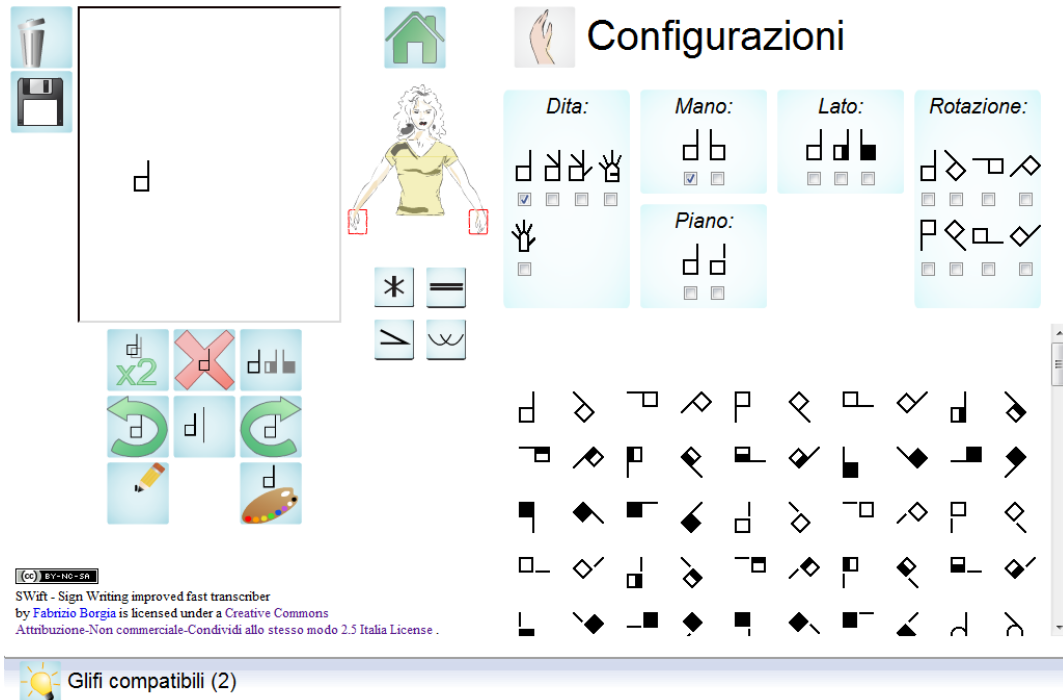 Configurazioni
Dita:
Mano:
Lato:
Rotazione:
Piano:
x2
(cc) BY-NC-SA
SWift - Sign Writing improved fast transcriber
by Fabrizio Borgia is licensed under a Creative Commons
Attribuzione-Non commerciale-Condividi allo stesso modo 2.5 Italia License .
Glifi compatibili (2)